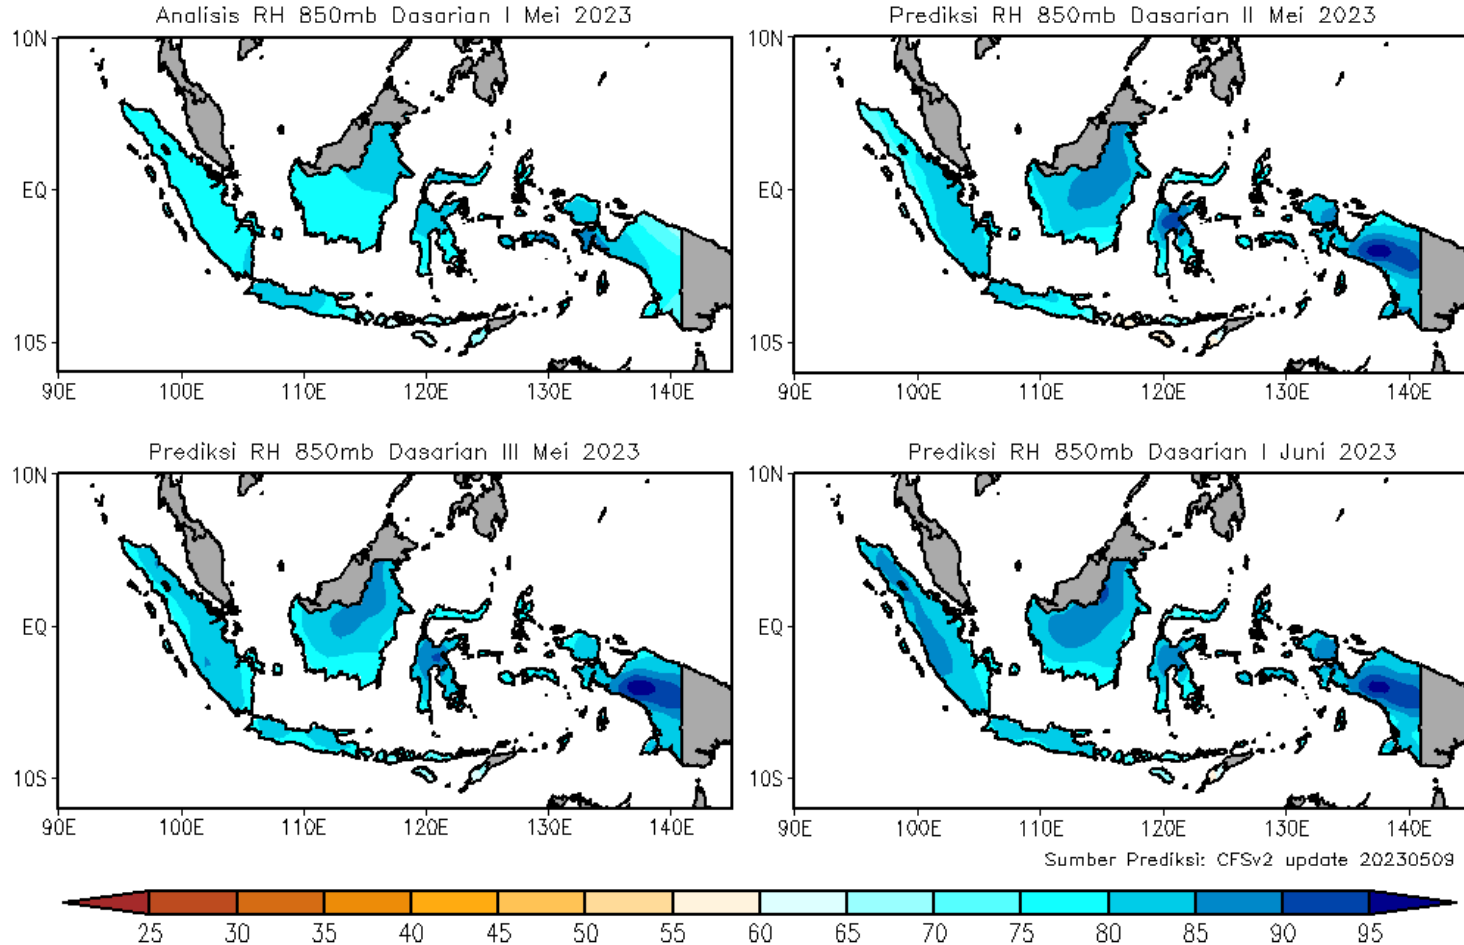 Analisis RH 850mb Dasarian I Mei 2023
Prediksi RH 850mb Dasarian II Mei 2023
10N
EQ
10S
90E 100E 110E 120E 130E 140E
10N
EQ
10S
90E 100E 110E 120E 130E 140E
Prediksi RH 850mb Dasarian III Mei 2023
Prediksi RH 850mb Dasarian I Juni 2023
10N
EQ
10S
90E 100E 110E 120E 130E 140E
10N
EQ
10S
90E 100E 110E 120E 130E 140E
Sumber Prediksi: CFSv2 update 20230509
25 30 35 40 45 50 55 60 65 70 75 80 85 90 95